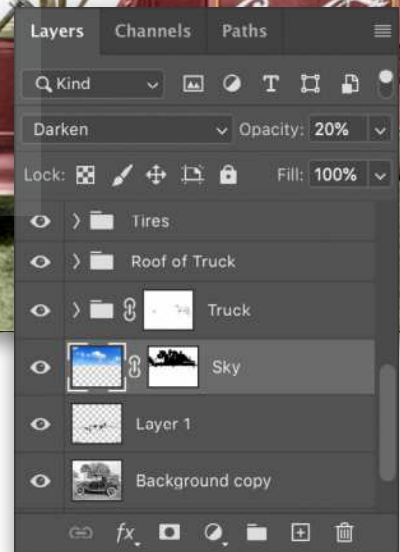 Layers Channels Paths
Kind
Darken Opacity: 20%
Lock: Fill: 100%
Tires
Roof of Truck
Truck
Sky
Layer 1
Background copy
fx